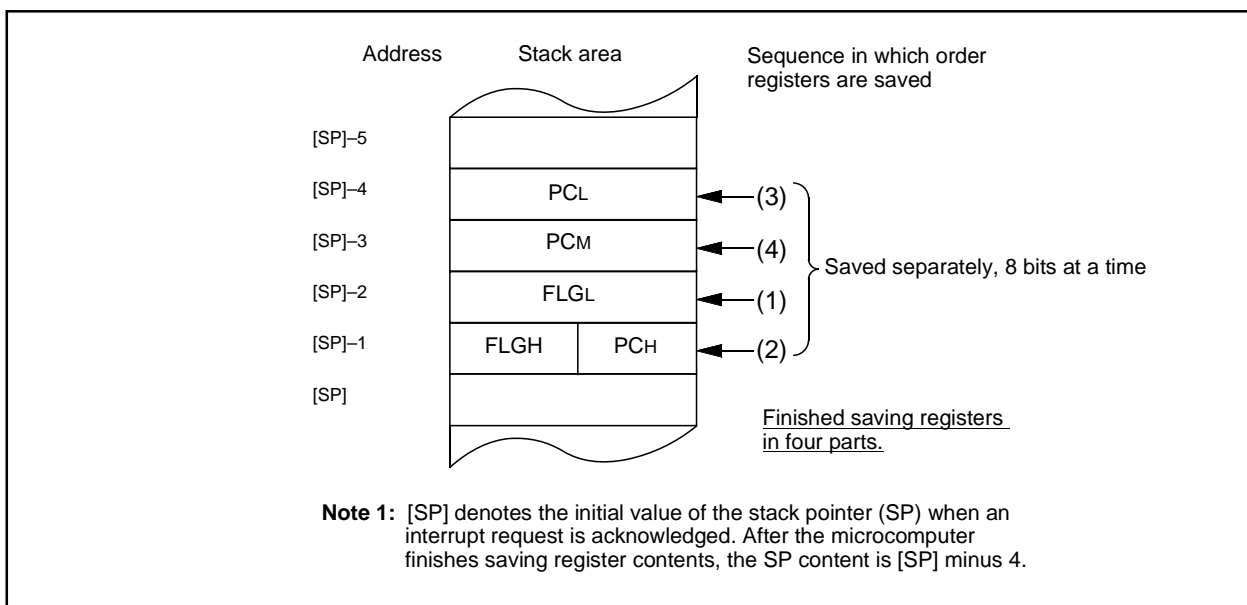 Address
Stack area
Sequence in which order
registers are saved
[SP]–5
[SP]–4
PCL
(3)
[SP]–3
PCM
(4)
Saved separately, 8 bits at a time
[SP]–2
FLGL
(1)
[SP]–1
FLGH
PCH
(2)
[SP]
Finished saving registers
in four parts.
Note 1: [SP] denotes the initial value of the stack pointer (SP) when an
interrupt request is acknowledged. After the microcomputer
finishes saving register contents, the SP content is [SP] minus 4.